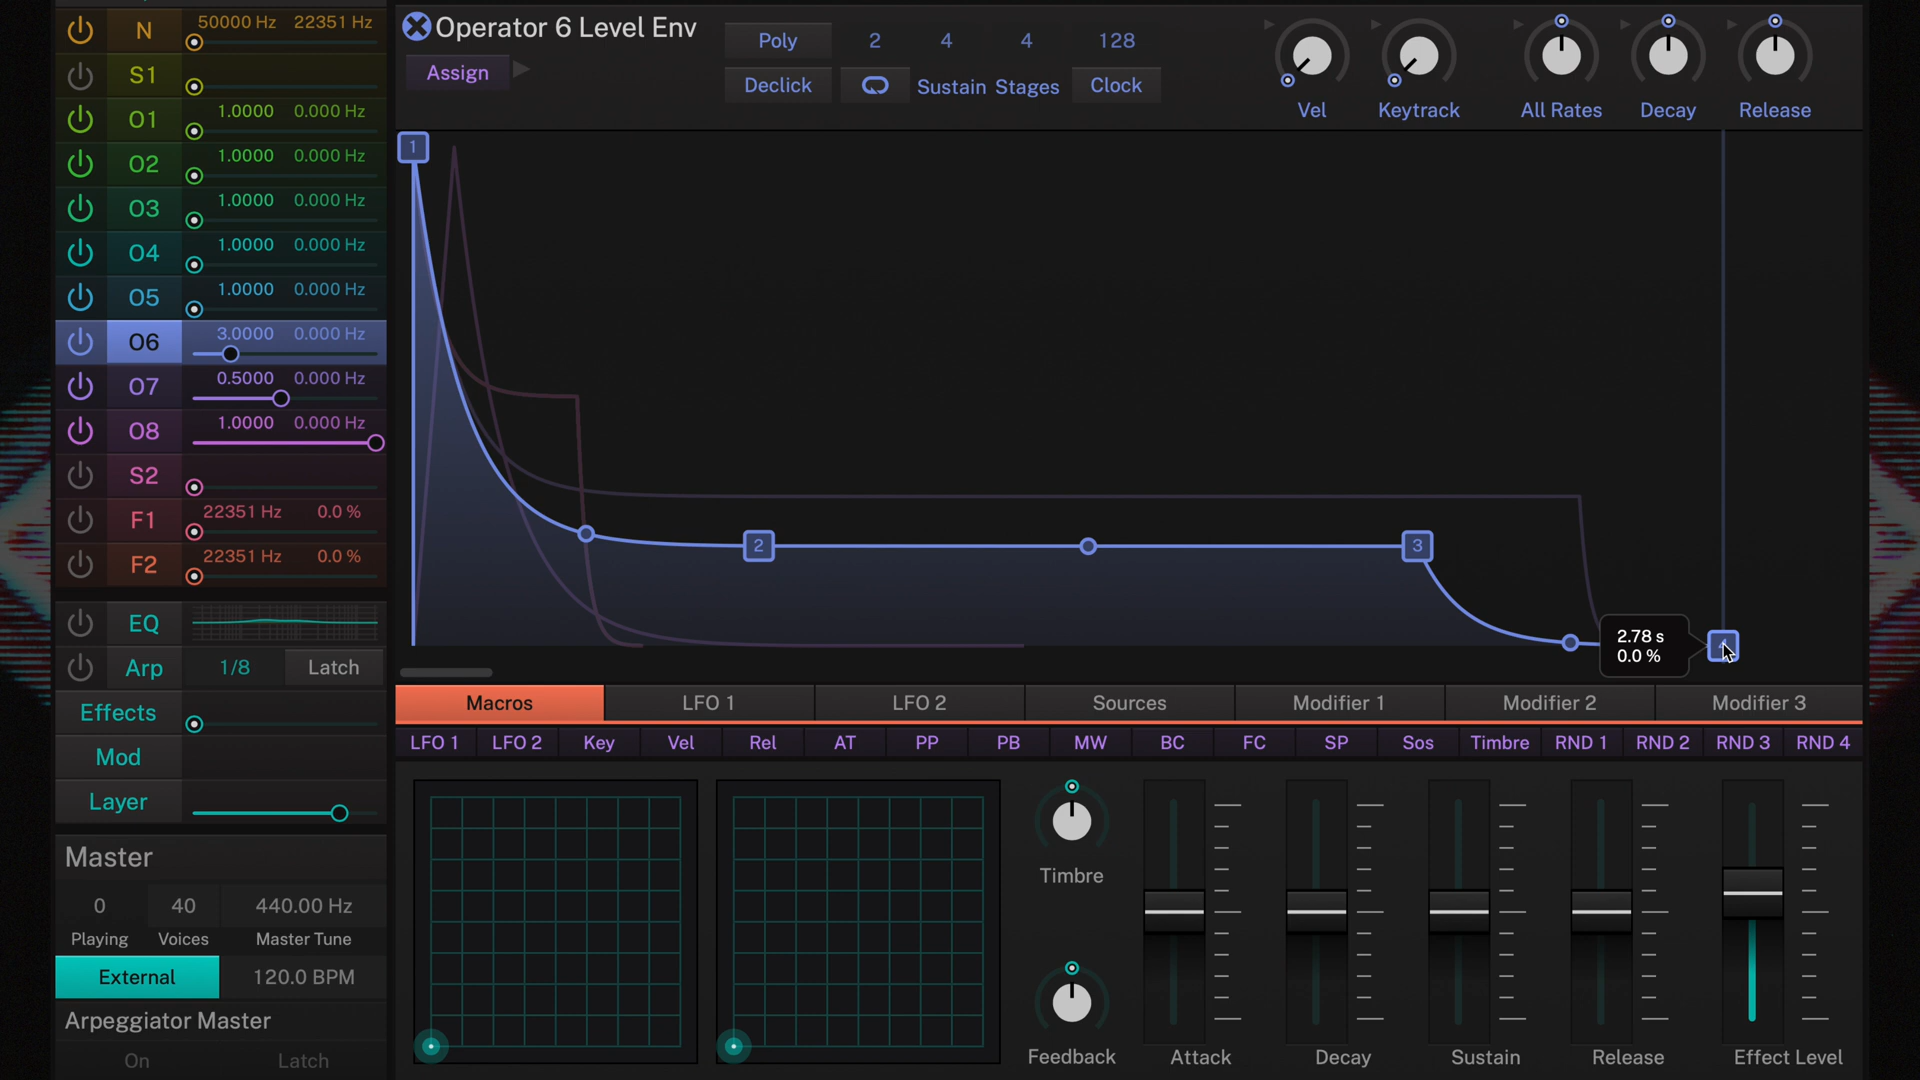 N 50000 Hz 22351 Hz
S1
O1 1.0000 0.000 Hz
O2 1.0000 0.000 Hz
O3 1.0000 0.000 Hz
O4 1.0000 0.000 Hz
O5 1.0000 0.000 Hz
O6 3.0000 0.000 Hz
O7 0.5000 0.000 Hz
O8 1.0000 0.000 Hz
S2
F1 22351 Hz 0.0 %
F2 22351 Hz 0.0 %
EQ
Arp 1/8 Latch
Effects
Mod
Layer
Master
0 40 440.00 Hz
Playing Voices Master Tune
External 120.0 BPM
Arpeggiator Master
On Latch
Operator 6 Level Env
Assign
Poly 2 4 4 128
Declick Sustain Stages Clock
Vel Keytrack All Rates Decay Release
1
2
3
2.78 s
0.0 %
Macros LFO 1 LFO 2 Sources Modifier 1 Modifier 2 Modifier 3
LFO 1 LFO 2 Key Vel Rel AT PP PB MW BC FC SP Sos Timbre RND 1 RND 2 RND 3 RND 4
Timbre
Feedback Attack Decay Sustain Release Effect Level